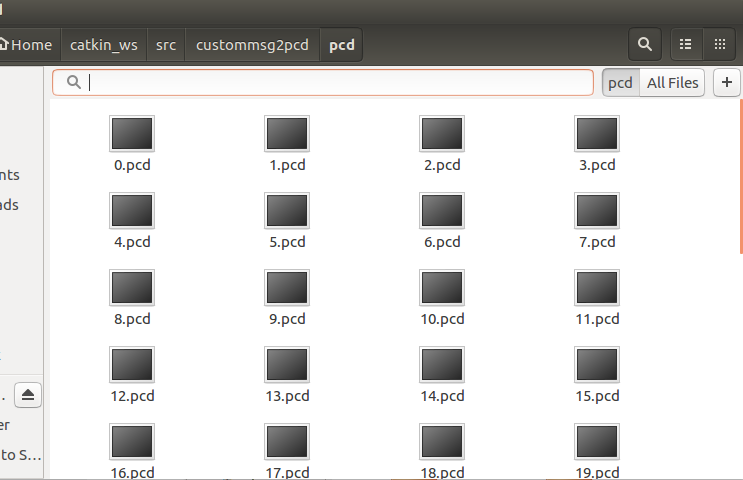 Home catkin_ws src custommsg2pcd pcd
pcd All Files +
0.pcd 1.pcd 2.pcd 3.pcd
nts
ads
4.pcd 5.pcd 6.pcd 7.pcd
8.pcd 9.pcd 10.pcd 11.pcd
12.pcd 13.pcd 14.pcd 15.pcd
er
to S...
16.pcd 17.pcd 18.pcd 19.pcd